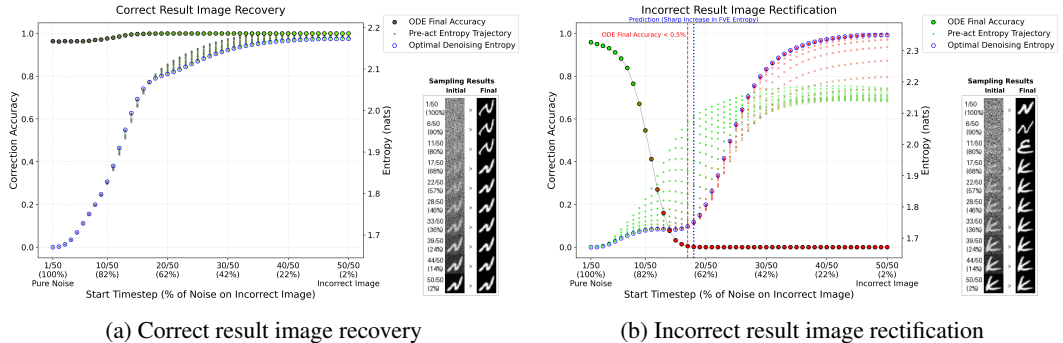 Correct Result Image Recovery
Correction Accuracy
1.0
0.8
0.6
0.4
0.2
0.0
2.2
2.1
2.0
1.9
1.8
1.7
Entropy (nats)
1/50 10/50 20/50 30/50 40/50 50/50
(100%) (82%) (62%) (42%) (22%) (2%)
Pure Noise Incorrect Image
Start Timestep (% of Noise on Incorrect Image)
ODE Final Accuracy
Pre-act Entropy Trajectory
Optimal Denoising Entropy
Sampling Results
Initial Final
1/50
(100%)
6/50
(90%)
11/50
(80%)
17/50
(68%)
22/50
(57%)
28/50
(46%)
33/50
(36%)
39/50
(24%)
44/50
(14%)
50/50
(2%)
(a) Correct result image recovery
Incorrect Result Image Rectification
Prediction (Sharp Increase in FVE Entropy)
ODE Final Accuracy < 0.5%
Correction Accuracy
1.0
0.8
0.6
0.4
0.2
0.0
2.3
2.2
2.1
2.0
1.9
1.8
1.7
Entropy (nats)
1/50 10/50 20/50 30/50 40/50 50/50
(100%) (82%) (62%) (42%) (22%) (2%)
Pure Noise Incorrect Image
Start Timestep (% of Noise on Incorrect Image)
ODE Final Accuracy
Pre-act Entropy Trajectory
Optimal Denoising Entropy
Sampling Results
Initial Final
1/50
(100%)
6/50
(90%)
11/50
(80%)
17/50
(68%)
22/50
(57%)
28/50
(46%)
33/50
(36%)
39/50
(24%)
44/50
(14%)
50/50
(2%)
(b) Incorrect result image rectification